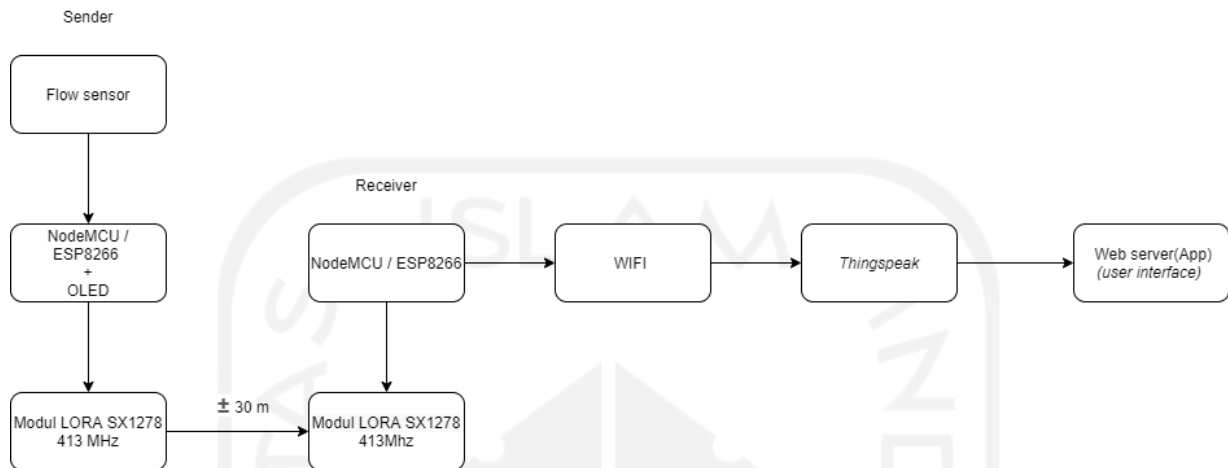 Sender
Flow sensor
NodeMCU /
ESP8266
+
OLED
Modul LORA SX1278
413 MHz
± 30 m
Receiver
NodeMCU / ESP8266
Modul LORA SX1278
413Mhz
WIFI
Thingspeak
Web server(App)
(user interface)
ISLAM